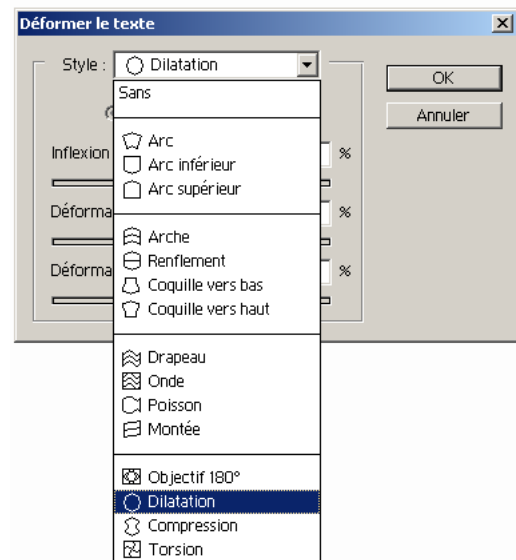 Déformer le texte
Style : Dilatation
OK
Annuler
Sans
Arc
Inflexion %
Arc inférieur
Arc supérieur
Déforma %
Arche
Renflement
Déforma %
Coquille vers bas
Coquille vers haut
Drapeau
Onde
Poisson
Montée
Objectif 180°
Dilatation
Compression
Torsion